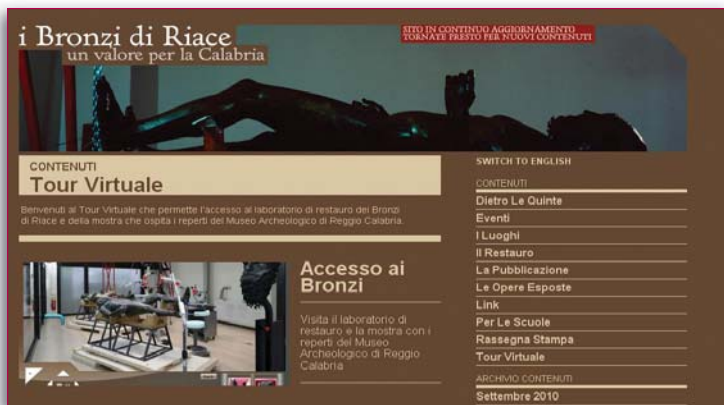 i Bronzi di Riace
un valore per la Calabria
SITO IN CONTINUO AGGIORNAMENTO
TORNATE PRESTO PER NUOVI CONTENUTI
CONTENUTI
Tour Virtuale
Benvenuti al Tour Virtuale che permette l'accesso al laboratorio di restauro dei Bronzi
di Riace e della mostra che ospita i reperti del Museo Archeologico di Reggio Calabria.
Accesso ai
Bronzi
Visita il laboratorio di
restauro e la mostra con i
reperti del Museo
Archeologico di Reggio
Calabria
SWITCH TO ENGLISH
CONTENUTI
Dietro Le Quinte
Eventi
I Luoghi
Il Restauro
La Pubblicazione
Le Opere Esposte
Link
Per Le Scuole
Rassegna Stampa
Tour Virtuale
ARCHIVIO CONTENUTI
Settembre 2010